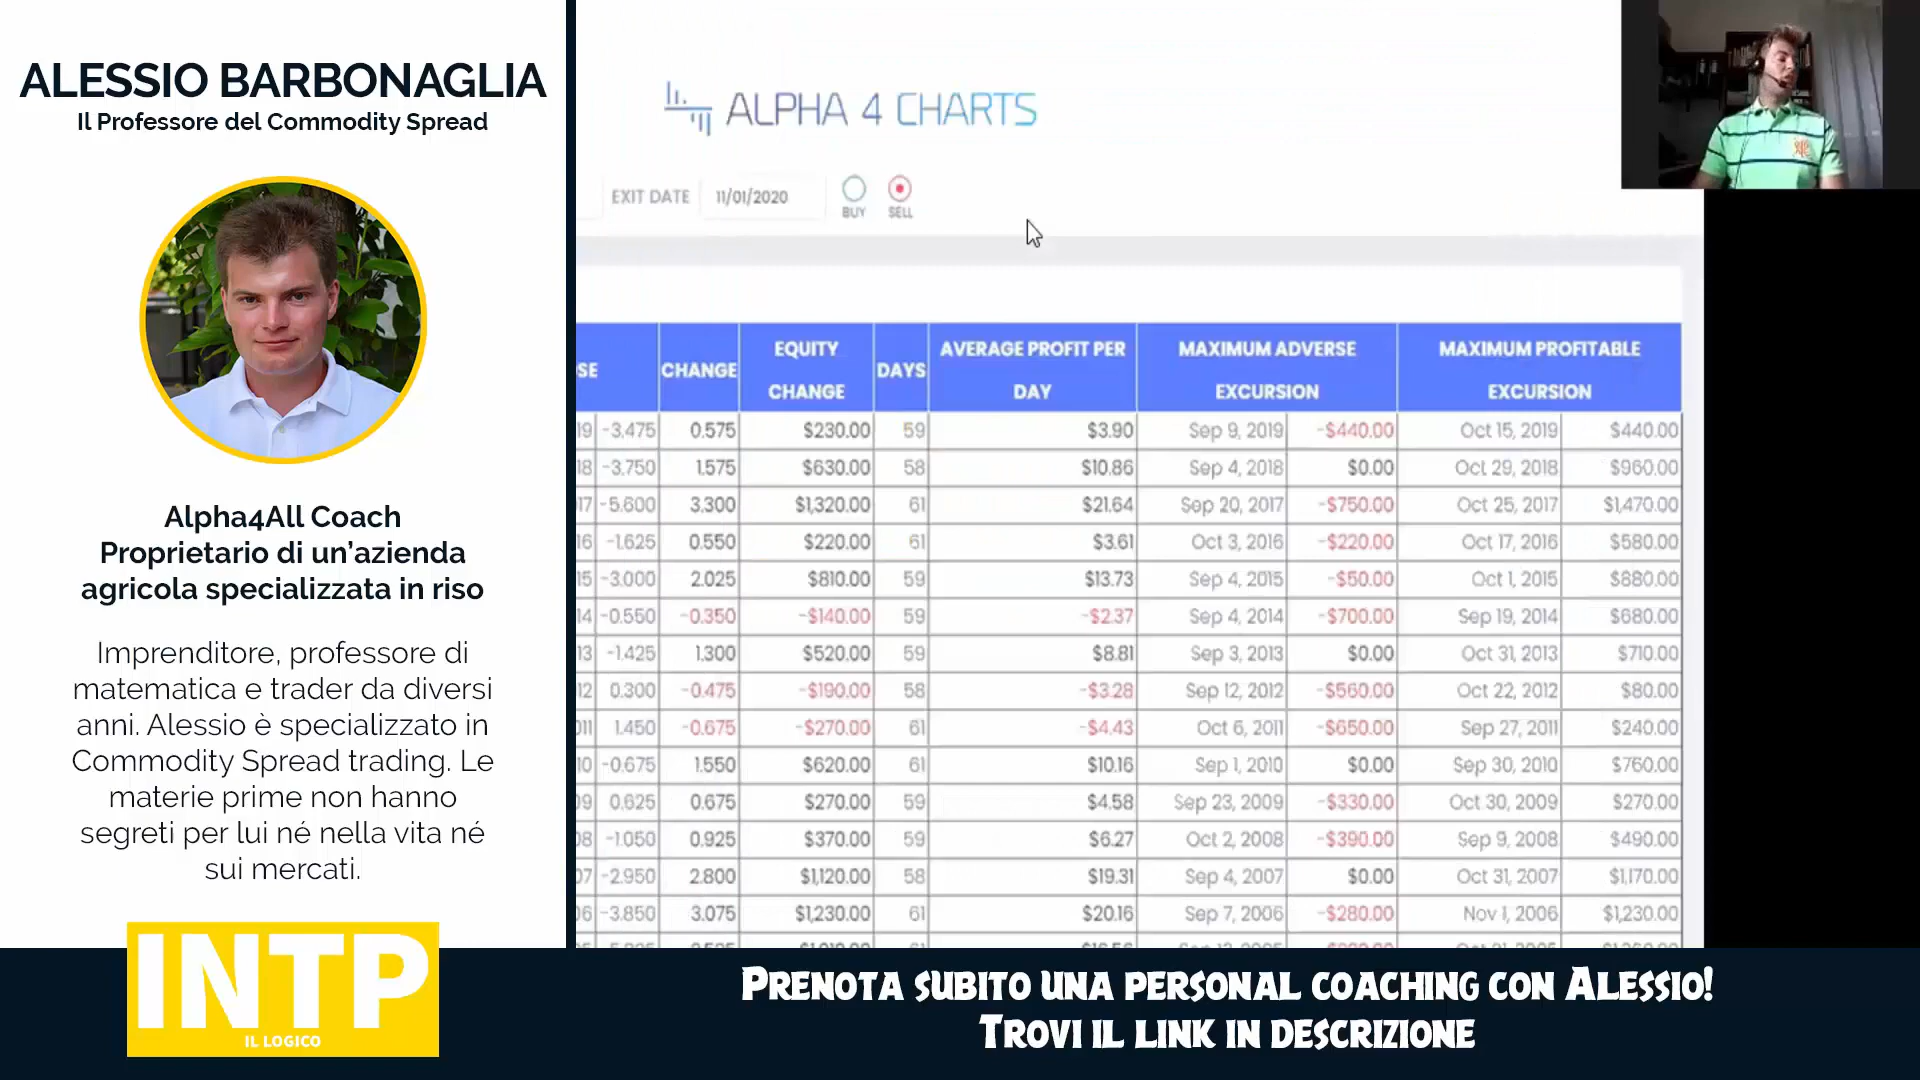 ALESSIO BARBONAGLIA
Il Professore del Commodity Spread
Alpha4All Coach
Proprietario di un'azienda
agricola specializzata in riso
Imprenditore, professore di
matematica e trader da diversi
anni. Alessio è specializzato in
Commodity Spread trading. Le
materie prime non hanno
segreti per lui né nella vita né
sui mercati.
INTP
IL LOGICO
ALPHA 4 CHARTS
EXIT DATE 11/01/2020 BUY SELL
SE CHANGE EQUITY CHANGE DAYS AVERAGE PROFIT PER DAY MAXIMUM ADVERSE EXCURSION MAXIMUM PROFITABLE EXCURSION
19 -3.475 0.575 $230.00 59 $3.90 Sep 9, 2019 -$440.00 Oct 15, 2019 $440.00
18 -3.750 1.575 $630.00 58 $10.86 Sep 4, 2018 $0.00 Oct 29, 2018 $960.00
17 -5.600 3.300 $1,320.00 61 $21.64 Sep 20, 2017 -$750.00 Oct 25, 2017 $1,470.00
16 -1.625 0.550 $220.00 61 $3.61 Oct 3, 2016 -$220.00 Oct 17, 2016 $580.00
15 -3.000 2.025 $810.00 59 $13.73 Sep 4, 2015 -$50.00 Oct 1, 2015 $880.00
14 -0.550 -0.350 -$140.00 59 -$2.37 Sep 4, 2014 -$700.00 Sep 19, 2014 $680.00
13 -1.425 1.300 $520.00 59 $8.81 Sep 3, 2013 $0.00 Oct 31, 2013 $710.00
12 0.300 -0.475 -$190.00 58 -$3.28 Sep 12, 2012 -$560.00 Oct 22, 2012 $80.00
011 1.450 -0.675 -$270.00 61 -$4.43 Oct 6, 2011 -$650.00 Sep 27, 2011 $240.00
10 -0.675 1.550 $620.00 61 $10.16 Sep 1, 2010 $0.00 Sep 30, 2010 $760.00
09 0.625 0.675 $270.00 59 $4.58 Sep 23, 2009 -$330.00 Oct 30, 2009 $270.00
08 -1.050 0.925 $370.00 59 $6.27 Oct 2, 2008 -$390.00 Sep 9, 2008 $490.00
07 -2.950 2.800 $1,120.00 58 $19.31 Sep 4, 2007 $0.00 Oct 31, 2007 $1,170.00
06 -3.850 3.075 $1,230.00 61 $20.16 Sep 7, 2006 -$280.00 Nov 1, 2006 $1,230.00
PRENOTA SUBITO UNA PERSONAL COACHING CON ALESSIO!
TROVI IL LINK IN DESCRIZIONE